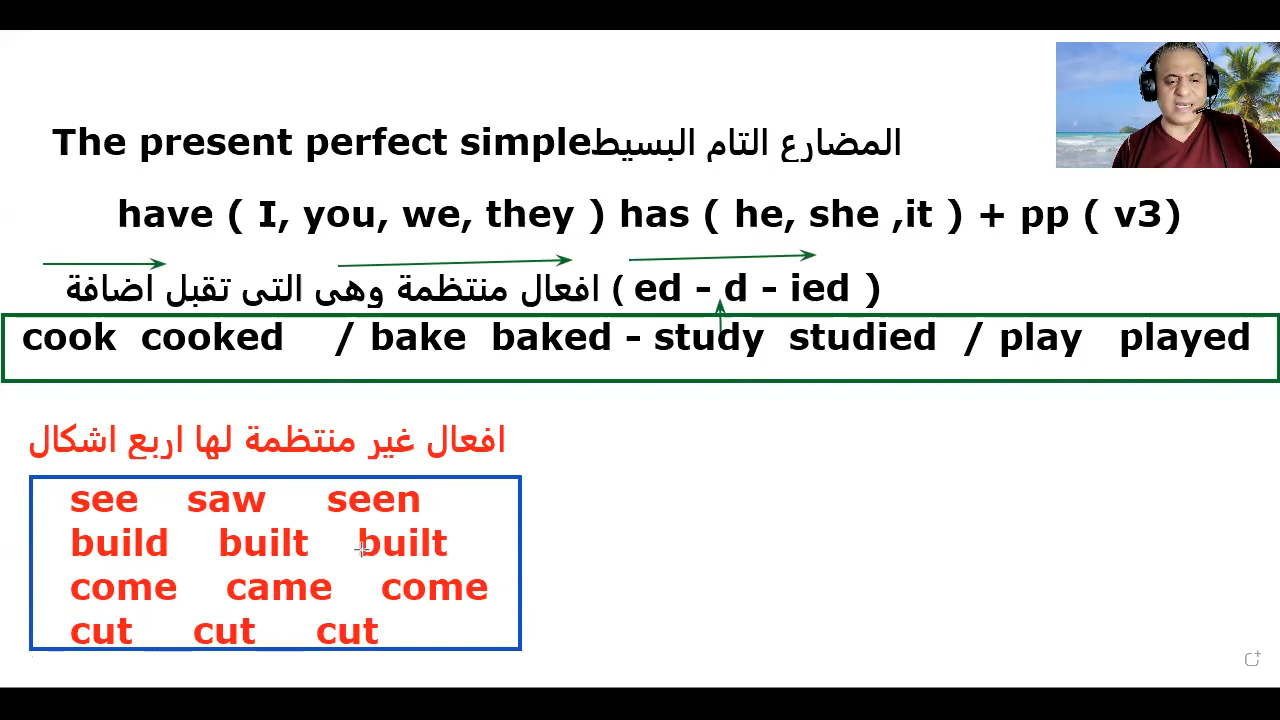 The present perfect simpleالمضارع التام البسيط
have ( I, you, we, they ) has ( he, she ,it ) + pp ( v3)
افعال منتظمة وهى التى تقبل اضافة ( ed - d - ied )
cook cooked / bake baked - study studied / play played
افعال غير منتظمة لها اربع اشكال
see saw seen
build built built
come came come
cut cut cut